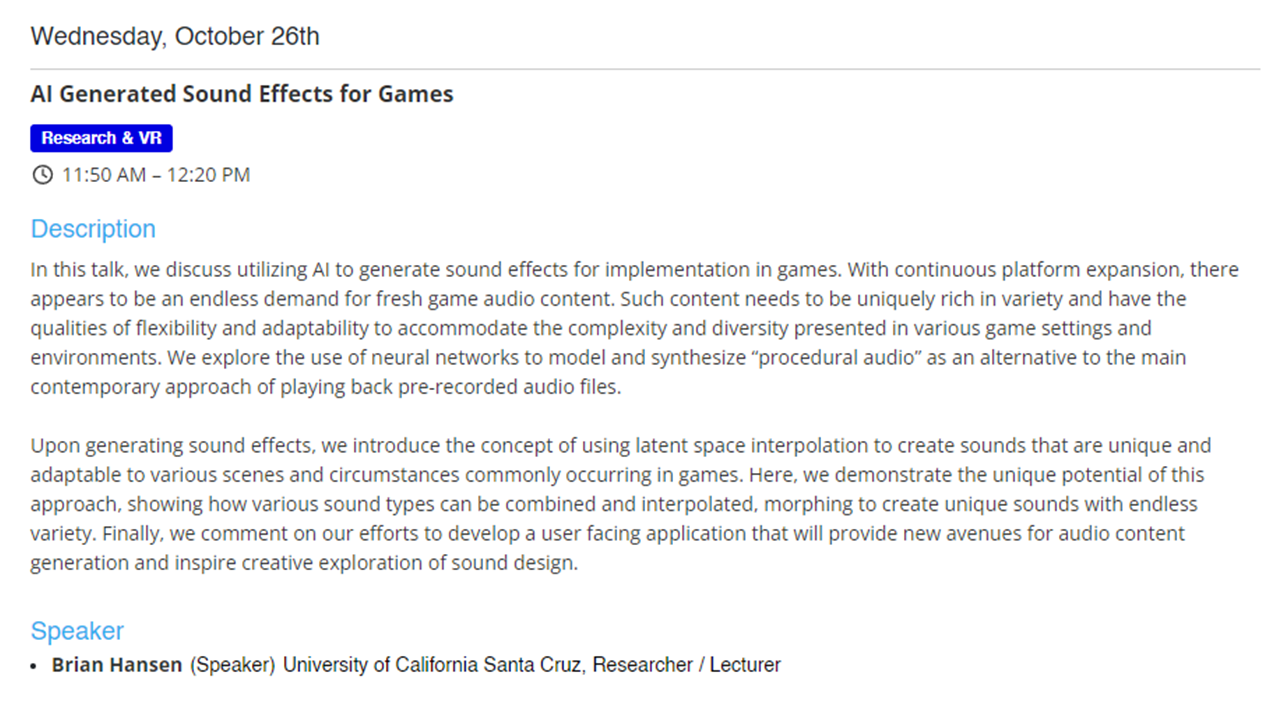 Wednesday, October 26th
AI Generated Sound Effects for Games
Research & VR
11:50 AM – 12:20 PM
Description
In this talk, we discuss utilizing AI to generate sound effects for implementation in games. With continuous platform expansion, there
appears to be an endless demand for fresh game audio content. Such content needs to be uniquely rich in variety and have the
qualities of flexibility and adaptability to accommodate the complexity and diversity presented in various game settings and
environments. We explore the use of neural networks to model and synthesize “procedural audio” as an alternative to the main
contemporary approach of playing back pre-recorded audio files.
Upon generating sound effects, we introduce the concept of using latent space interpolation to create sounds that are unique and
adaptable to various scenes and circumstances commonly occurring in games. Here, we demonstrate the unique potential of this
approach, showing how various sound types can be combined and interpolated, morphing to create unique sounds with endless
variety. Finally, we comment on our efforts to develop a user facing application that will provide new avenues for audio content
generation and inspire creative exploration of sound design.
Speaker
• Brian Hansen (Speaker) University of California Santa Cruz, Researcher / Lecturer